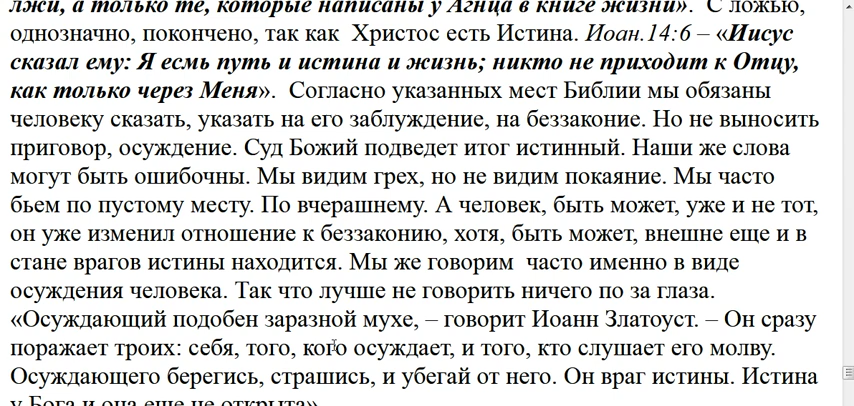 лжи, а только те, которые написаны у Агнца в книге жизни». С ложью,
однозначно, покончено, так как Христос есть Истина. Иоан.14:6 – «Иисус
сказал ему: Я есмь путь и истина и жизнь; никто не приходит к Отцу,
как только через Меня». Согласно указанных мест Библии мы обязаны
человеку сказать, указать на его заблуждение, на беззаконие. Но не выносить
приговор, осуждение. Суд Божий подведет итог истинный. Наши же слова
могут быть ошибочны. Мы видим грех, но не видим покаяние. Мы часто
бьем по пустому месту. По вчерашнему. А человек, быть может, уже и не тот,
он уже изменил отношение к беззаконию, хотя, быть может, внешне еще и в
стане врагов истины находится. Мы же говорим часто именно в виде
осуждения человека. Так что лучше не говорить ничего по за глаза.
«Осуждающий подобен заразной мухе, – говорит Иоанн Златоуст. – Он сразу
поражает троих: себя, того, кого осуждает, и того, кто слушает его молву.
Осуждающего берегись, страшись, и убегай от него. Он враг истины. Истина
у Бога и она еще не открыта»